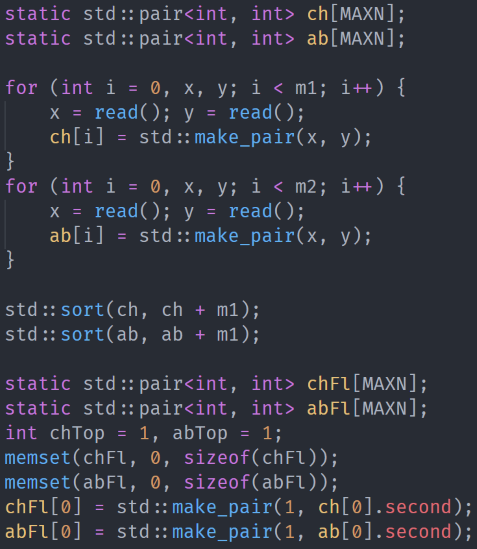 static std::pair<int, int> ch[MAXN];
static std::pair<int, int> ab[MAXN];
for (int i = 0, x, y; i < m1; i++) {
x = read(); y = read();
ch[i] = std::make_pair(x, y);
}
for (int i = 0, x, y; i < m2; i++) {
x = read(); y = read();
ab[i] = std::make_pair(x, y);
}
std::sort(ch, ch + m1);
std::sort(ab, ab + m1);
static std::pair<int, int> chFl[MAXN];
static std::pair<int, int> abFl[MAXN];
int chTop = 1, abTop = 1;
memset(chFl, 0, sizeof(chFl));
memset(abFl, 0, sizeof(abFl));
chFl[0] = std::make_pair(1, ch[0].second);
abFl[0] = std::make_pair(1, ab[0].second);